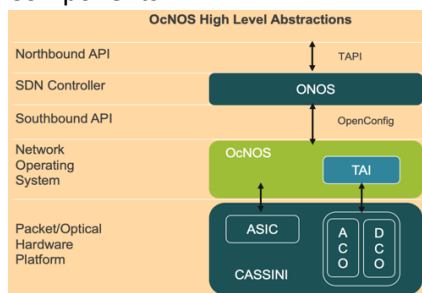 OcNOS High Level Abstractions
Northbound API
TAPI
SDN Controller
ONOS
Southbound API
OpenConfig
Network
Operating
System
OcNOS
TAI
Packet/Optical
Hardware
Platform
ASIC
CASSINI
A
C
O
D
C
O